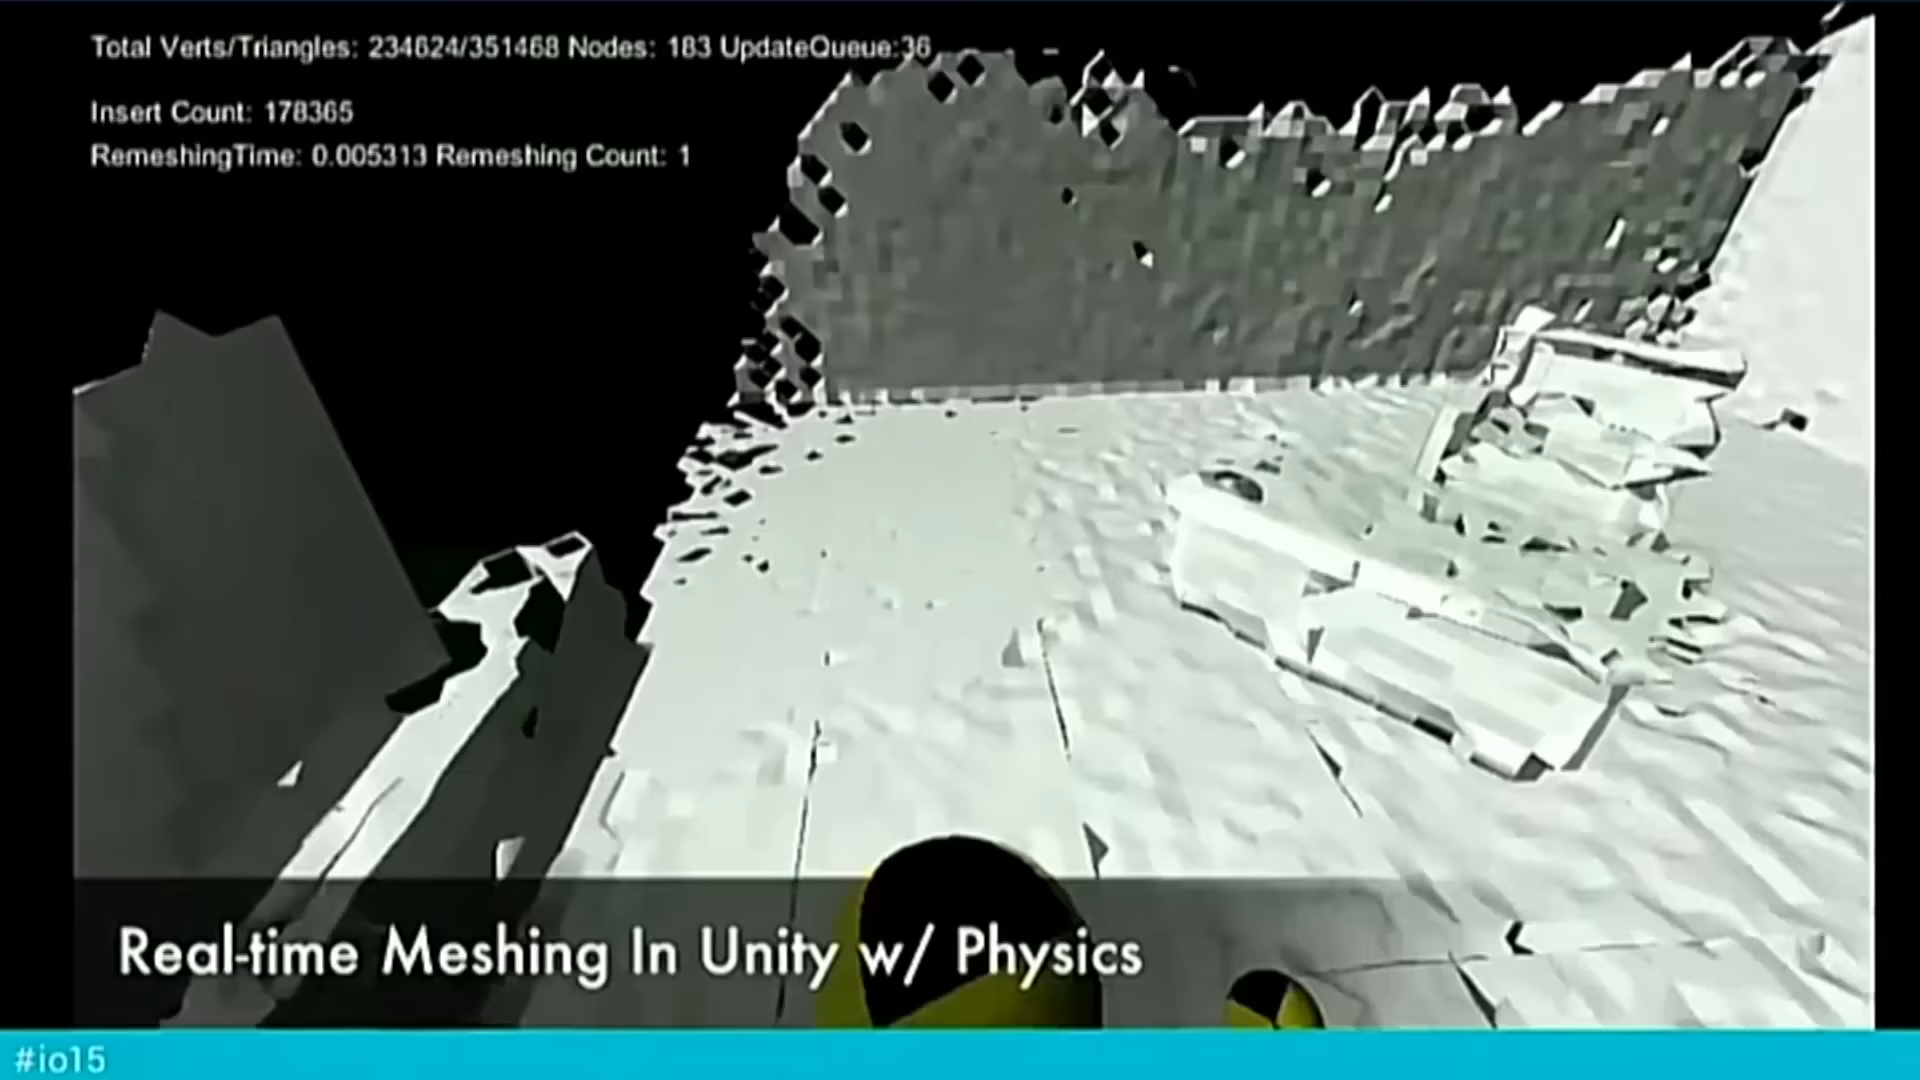 Total Verts/Triangles: 234624/351468 Nodes: 183 UpdateQueue:36
Insert Count: 178365
RemeshingTime: 0.005313 Remeshing Count: 1
Real-time Meshing In Unity w/ Physics
#io15